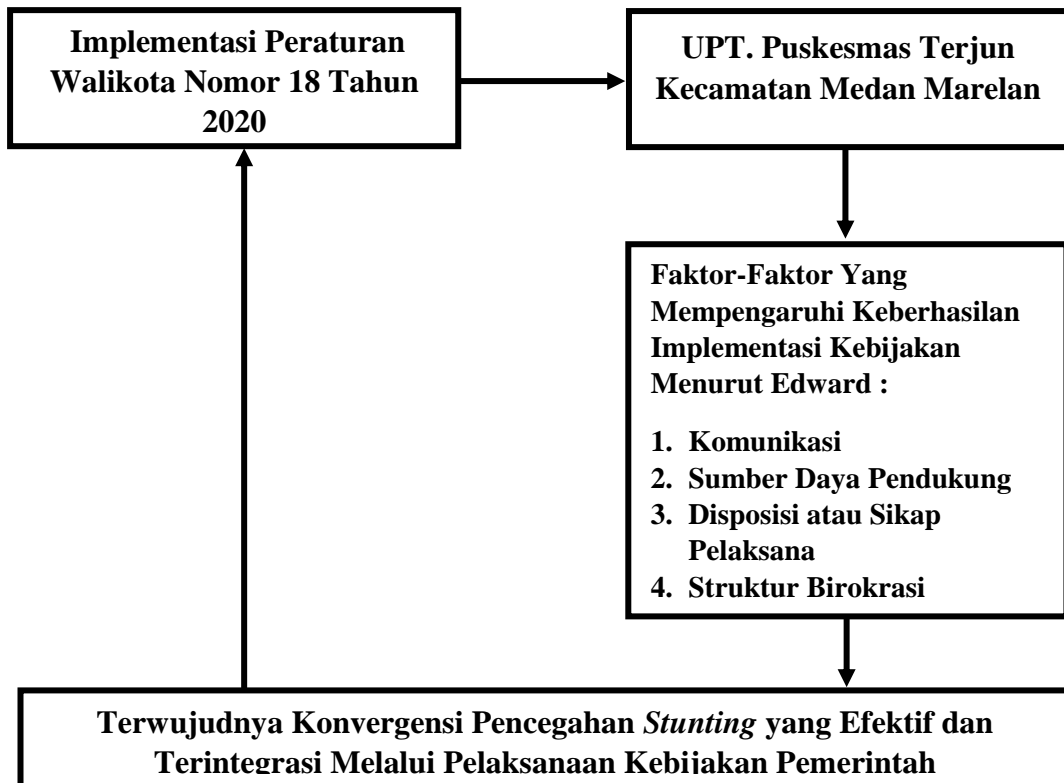 Implementasi Peraturan
Walikota Nomor 18 Tahun
2020
UPT. Puskesmas Terjun
Kecamatan Medan Marelan
Faktor-Faktor Yang
Mempengaruhi Keberhasilan
Implementasi Kebijakan
Menurut Edward :
1. Komunikasi
2. Sumber Daya Pendukung
3. Disposisi atau Sikap
Pelaksana
4. Struktur Birokrasi
Terwujudnya Konvergensi Pencegahan Stunting yang Efektif dan
Terintegrasi Melalui Pelaksanaan Kebijakan Pemerintah